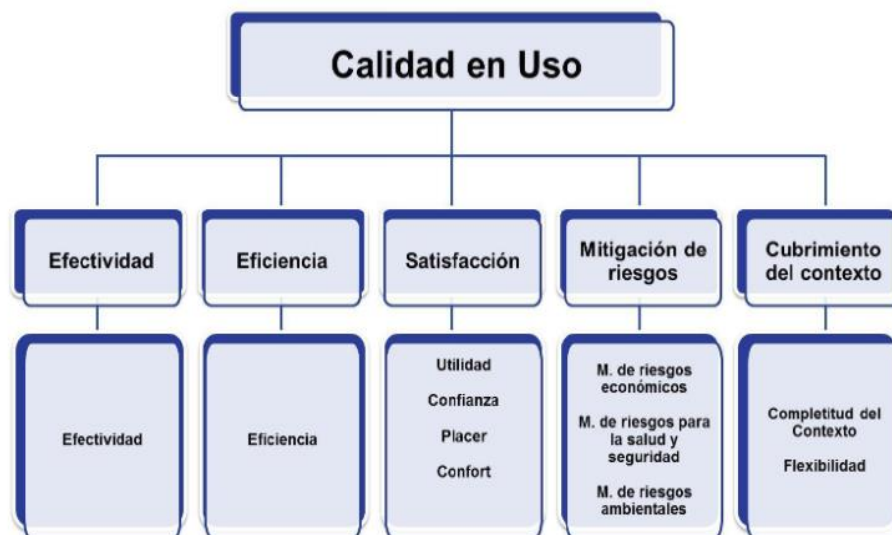 Calidad en Uso
Efectividad
Eficiencia
Satisfacción
Mitigación de
riesgos
Cubrimiento
del contexto
Efectividad
Eficiencia
Utilidad
Confianza
Placer
Confort
M. de riesgos
económicos
M. de riesgos para
la salud y
seguridad
M. de riesgos
ambientales
Completitud del
Contexto
Flexibilidad